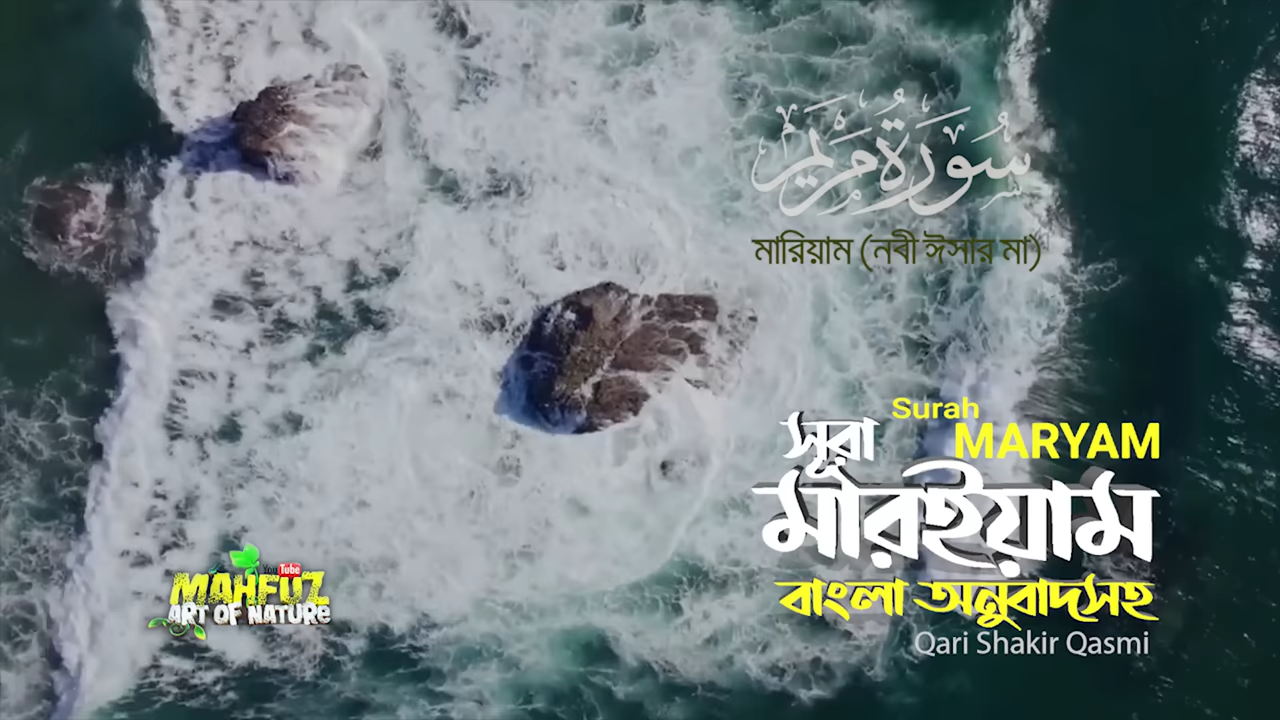 سُورَةُ مَرْيَم
মারিয়াম (নবী ঈসার মা)
Surah
সূরা MARYAM
মারইয়াম
বাংলা অনুবাদসহ
Qari Shakir Qasmi
YouTube
MAHFUZ
ART OF NATURE